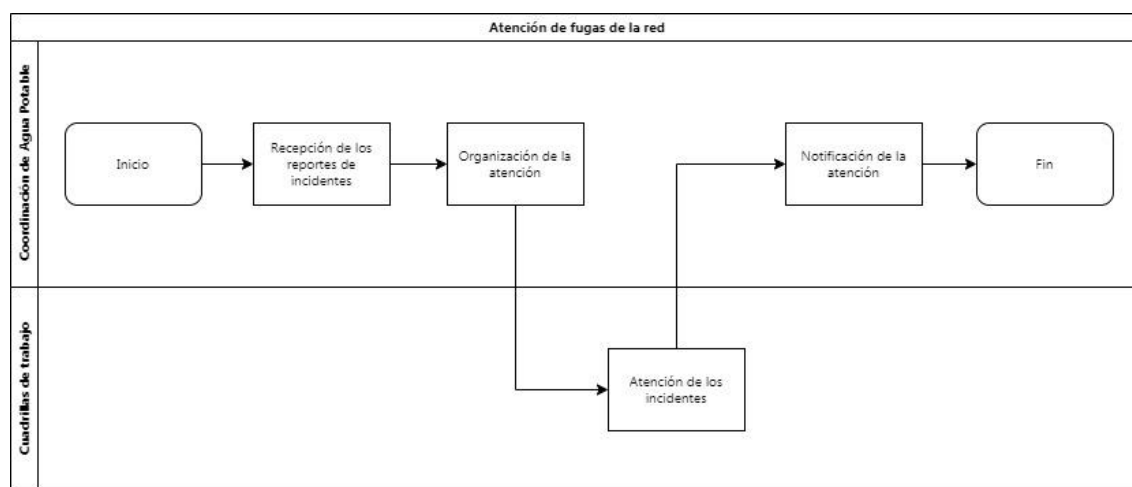 Atención de fugas de la red
Coordinación de Agua Potable
Inicio
Recepción de los
reportes de
incidentes
Organización de la
atención
Notificación de la
atención
Fin
Cuadrillas de trabajo
Atención de los
incidentes